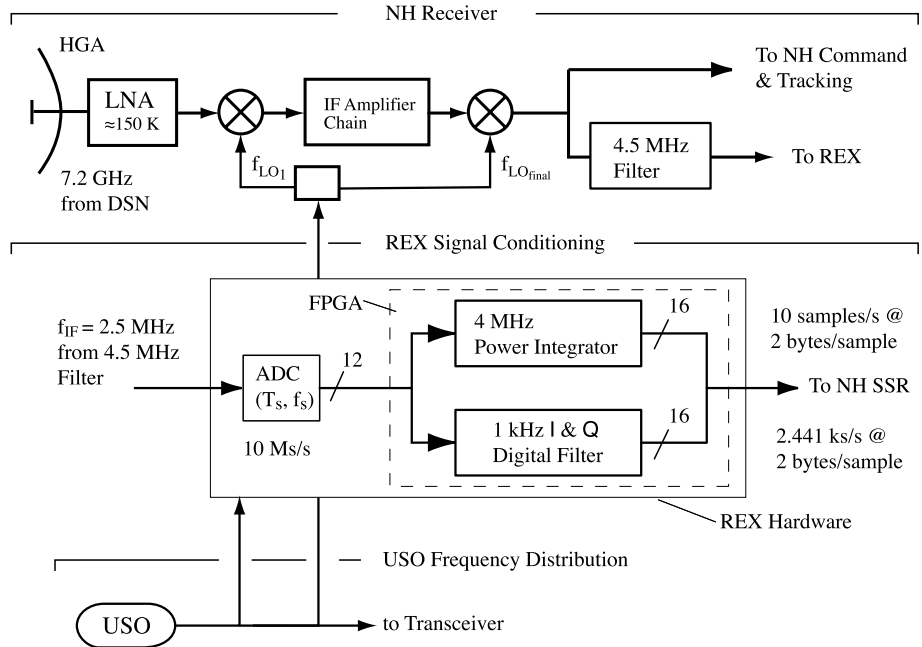 NH Receiver
HGA
LNA
≈150 K
IF Amplifier
Chain
To NH Command
& Tracking
4.5 MHz
Filter
To REX
fLO1
fLOfinal
7.2 GHz
from DSN
REX Signal Conditioning
FPGA
fIF = 2.5 MHz
from 4.5 MHz
Filter
ADC
(Ts, fs)
12
10 Ms/s
4 MHz
Power Integrator
16
1 kHz I & Q
Digital Filter
16
10 samples/s @
2 bytes/sample
To NH SSR
2.441 ks/s @
2 bytes/sample
REX Hardware
USO Frequency Distribution
USO
to Transceiver